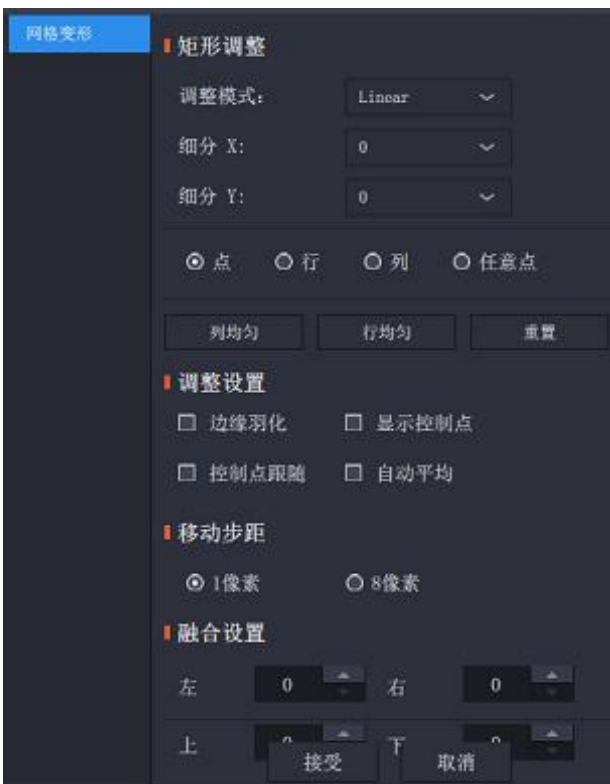 网格变形
矩形调整
调整模式： Linear
细分 X: 0
细分 Y: 0
点 行 列 任意点
列均匀 行均匀 重置
调整设置
边缘羽化 显示控制点
控制点跟随 自动平均
移动步距
1像素 8像素
融合设置
左 0 右 0
上 下
接受 取消